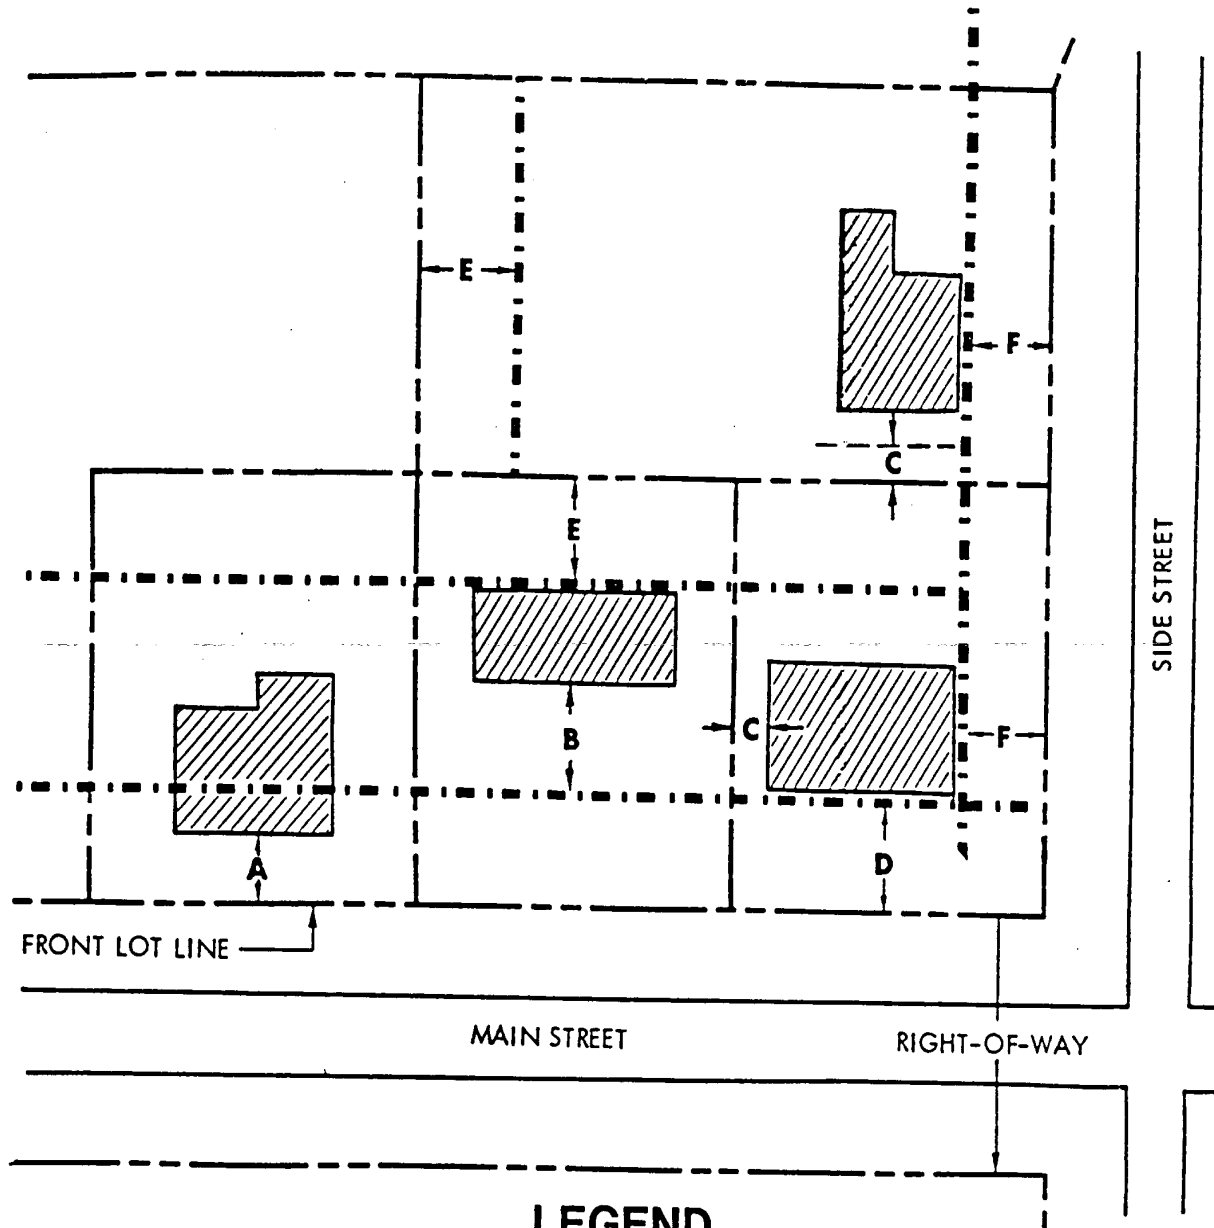 E
F
C
E
SIDE STREET
B
C
F
A
D
FRONT LOT LINE
MAIN STREET
RIGHT-OF-WAY
LEGEND